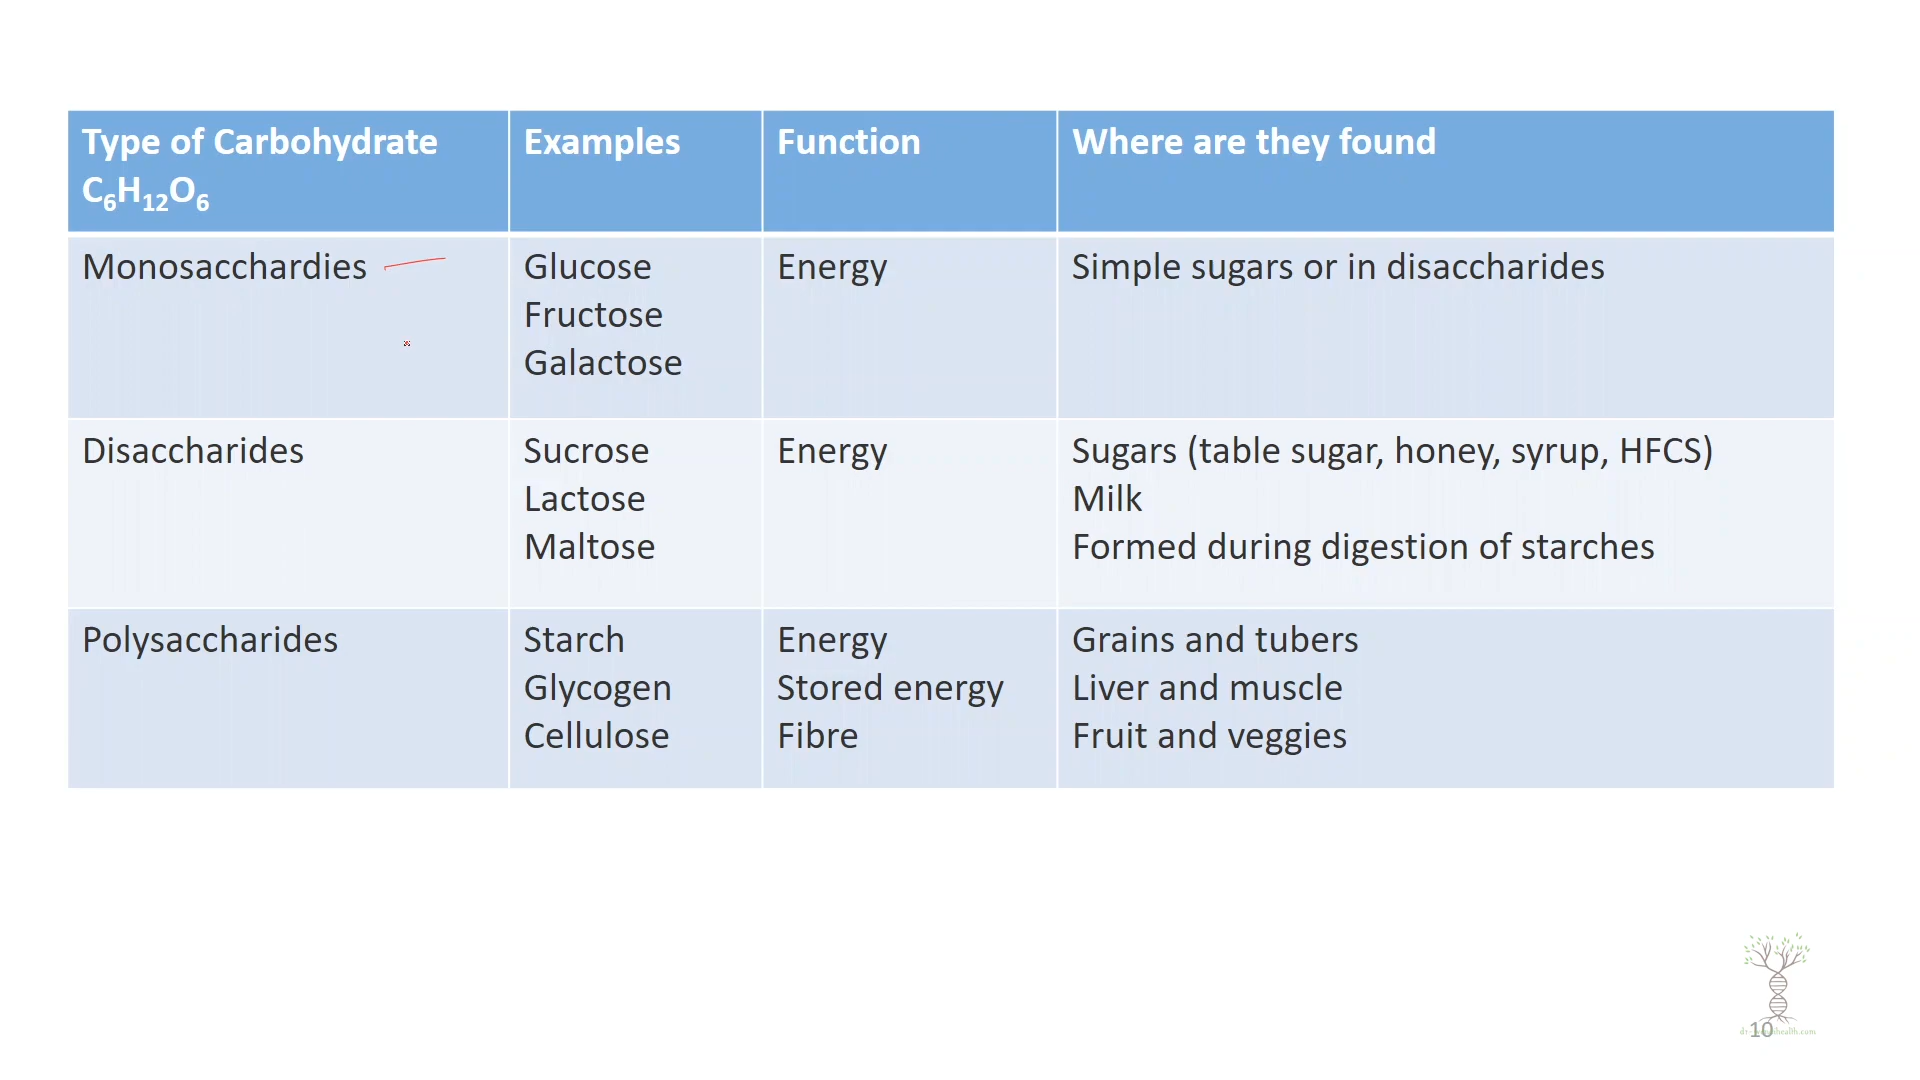 Type of Carbohydrate
C₆H₁₂O₆
Examples
Function
Where are they found
Monosacchardies
Glucose
Fructose
Galactose
Energy
Simple sugars or in disaccharides
Disaccharides
Sucrose
Lactose
Maltose
Energy
Sugars (table sugar, honey, syrup, HFCS)
Milk
Formed during digestion of starches
Polysaccharides
Starch
Glycogen
Cellulose
Energy
Stored energy
Fibre
Grains and tubers
Liver and muscle
Fruit and veggies
10